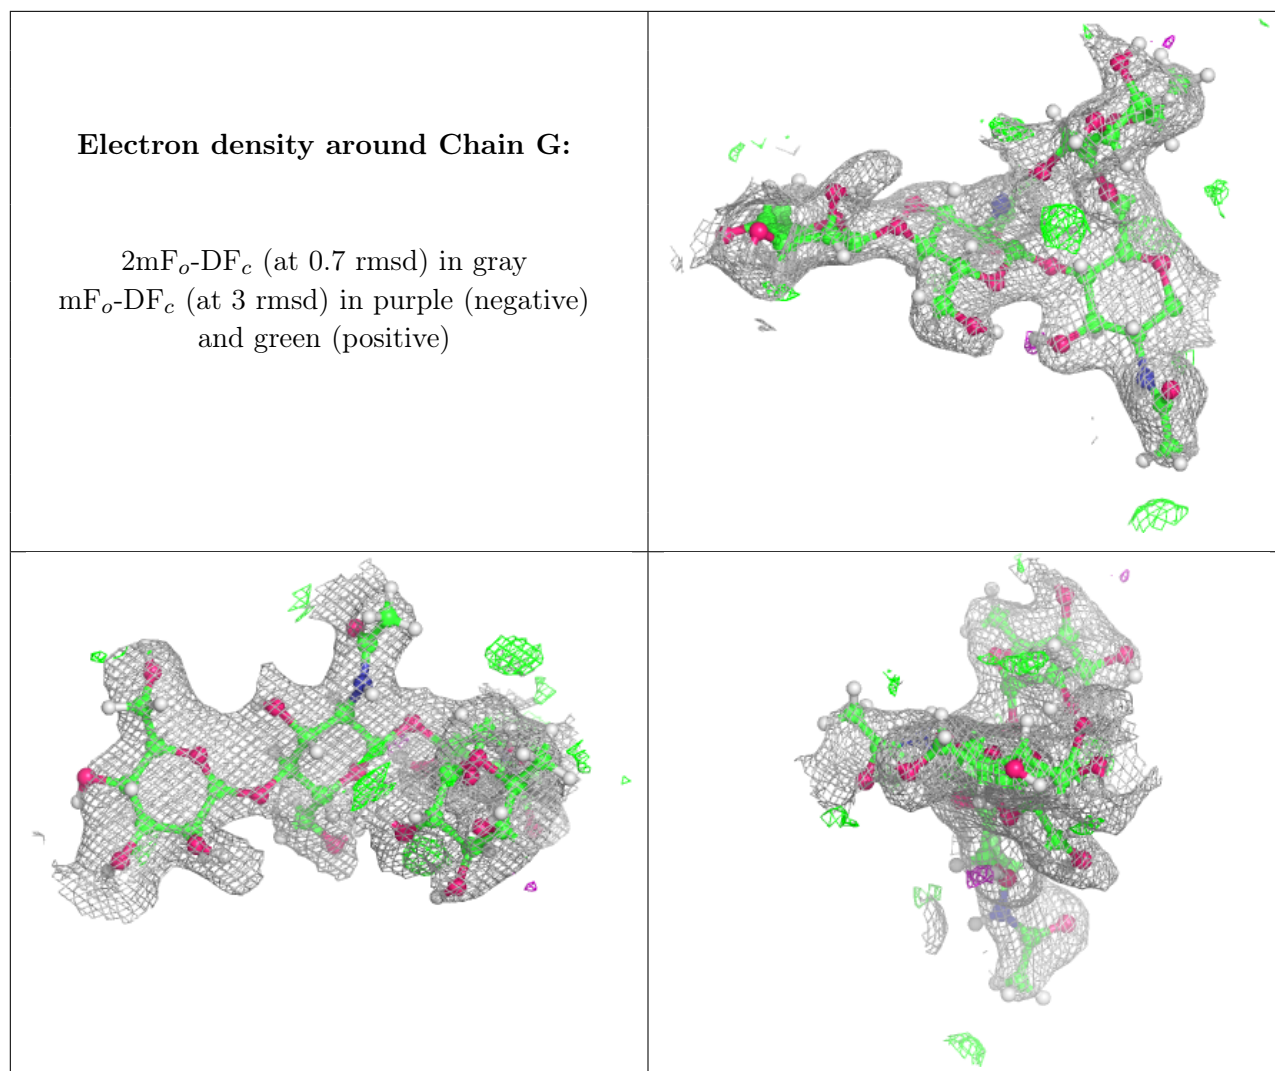 Electron density around Chain G:
2mFo-DFc (at 0.7 rmsd) in gray
mFo-DFc (at 3 rmsd) in purple (negative)
and green (positive)